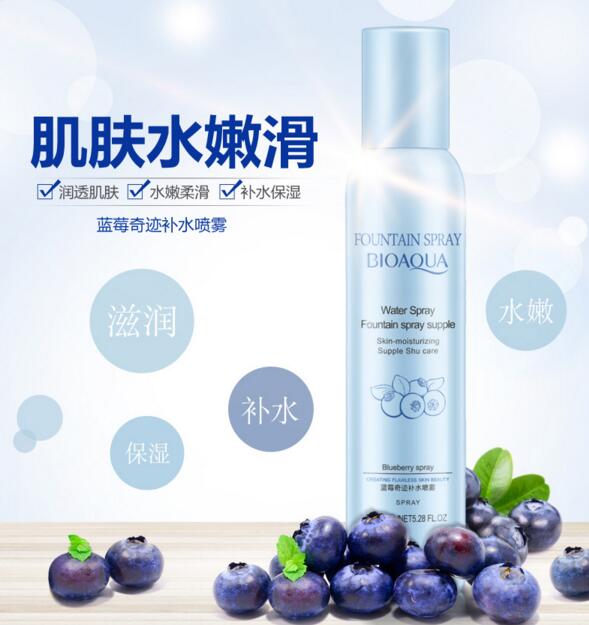 肌肤水嫩滑
润透肌肤 水嫩柔滑 补水保湿
蓝莓奇迹补水喷雾
滋润
补水
保湿
水嫩
FOUNTAIN SPRAY
BIOAQUA
Water Spray
Fountain spray supple
Skin-moisturizing
Supple Shu care
Blueberry spray
CREATING FLAWLESS SKIN BEAUTY
蓝莓奇迹补水喷雾
SPRAY
NET5.28 FL.OZ